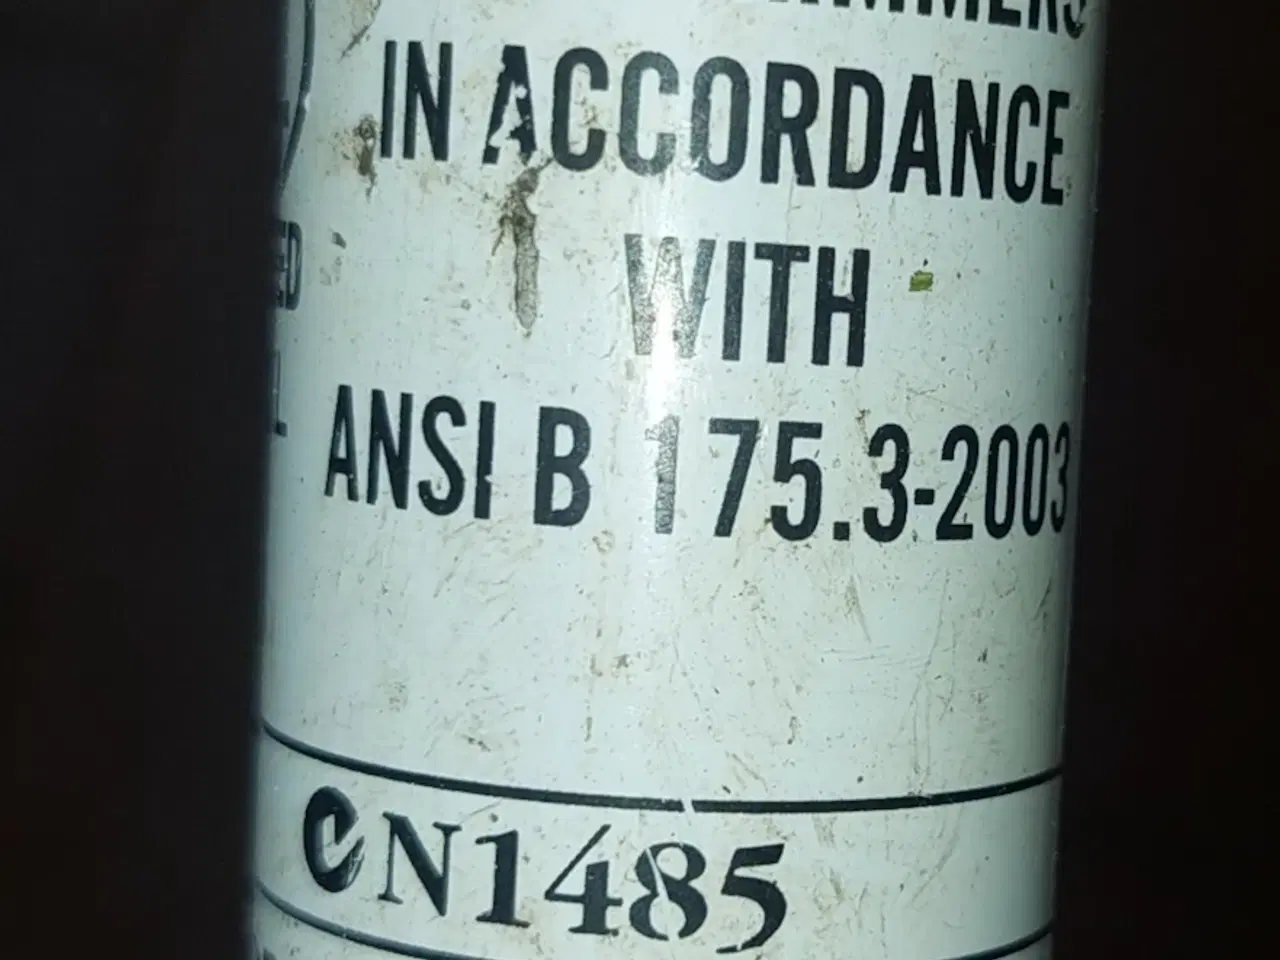 IN ACCORDANCE
WITH
ANSI B 175.3-2003
N1485